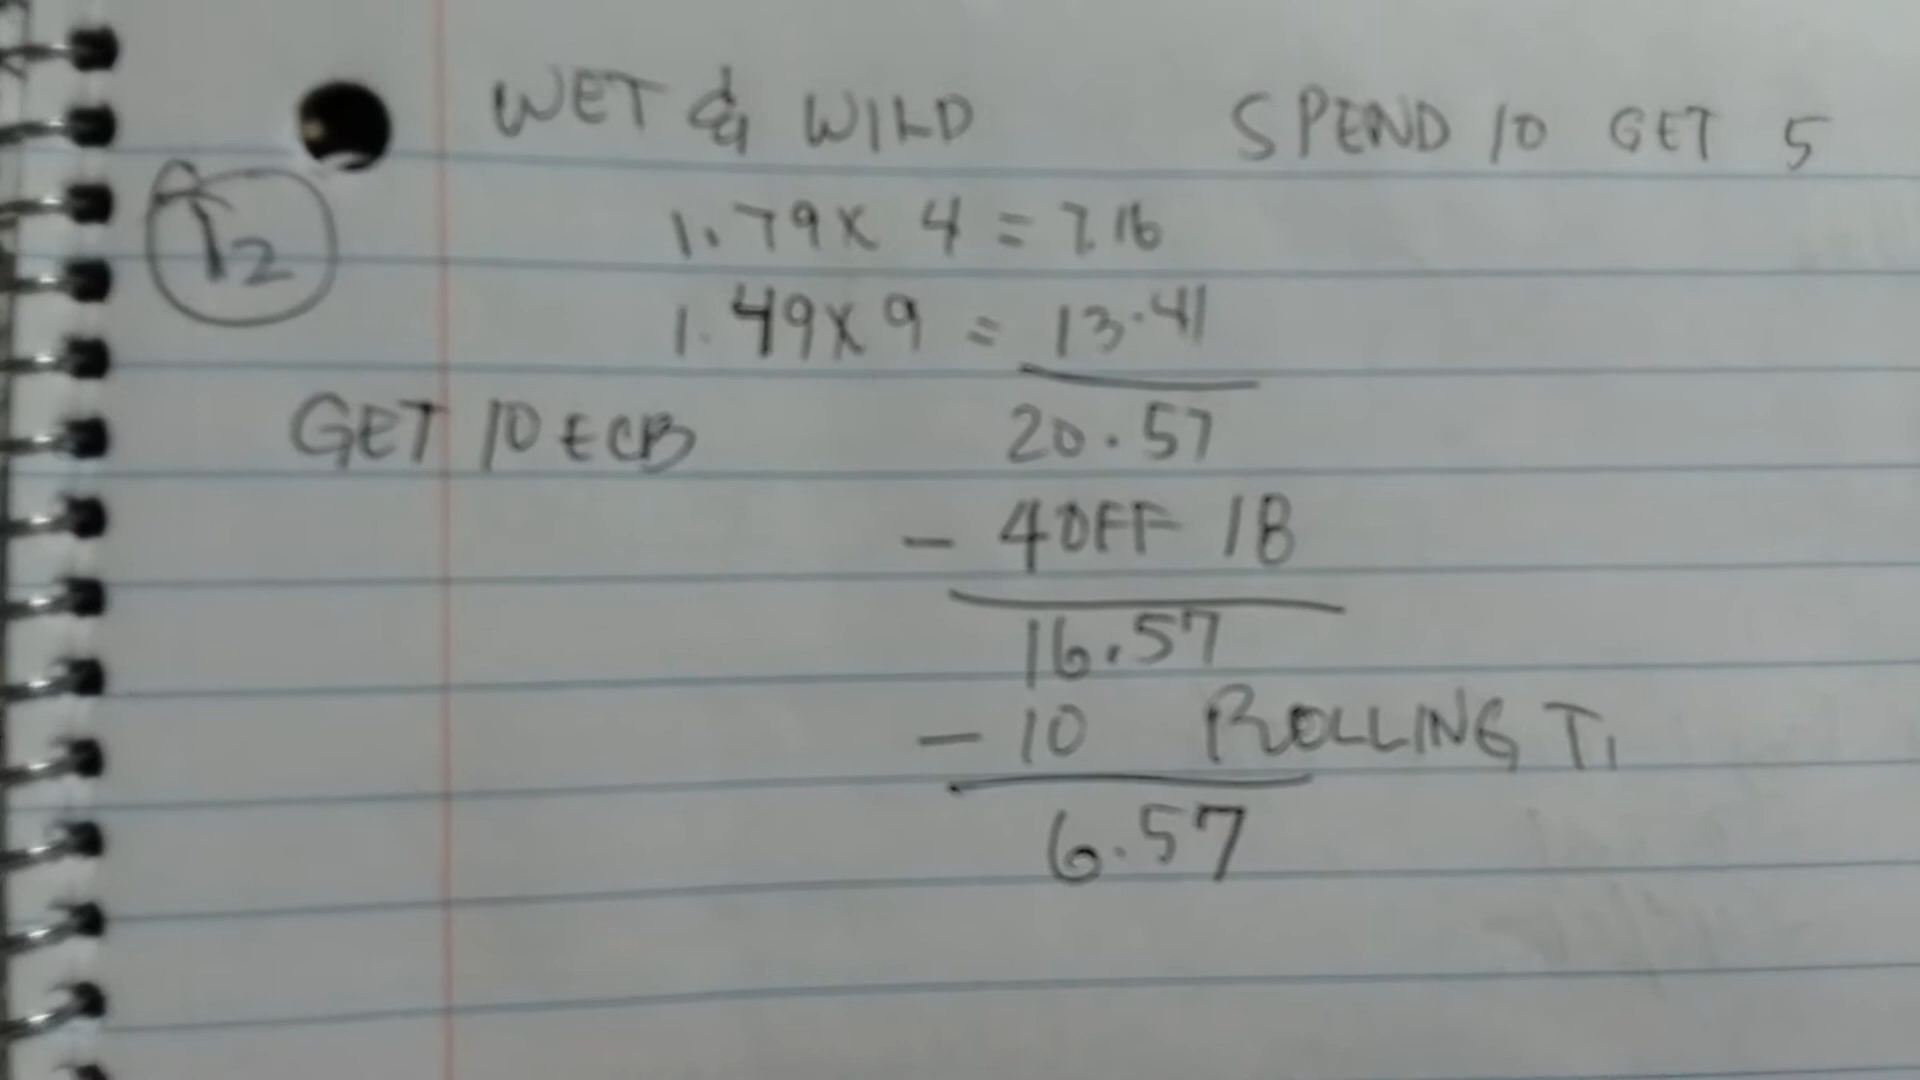 WET & WILD SPEND 10 GET 5
T2
1.79 x 4 = 7.16
1.49 x 9 = 13.41
GET 10 ECB 20.57
- 4 OFF 18
16.57
- 10 ROLLING T1
6.57